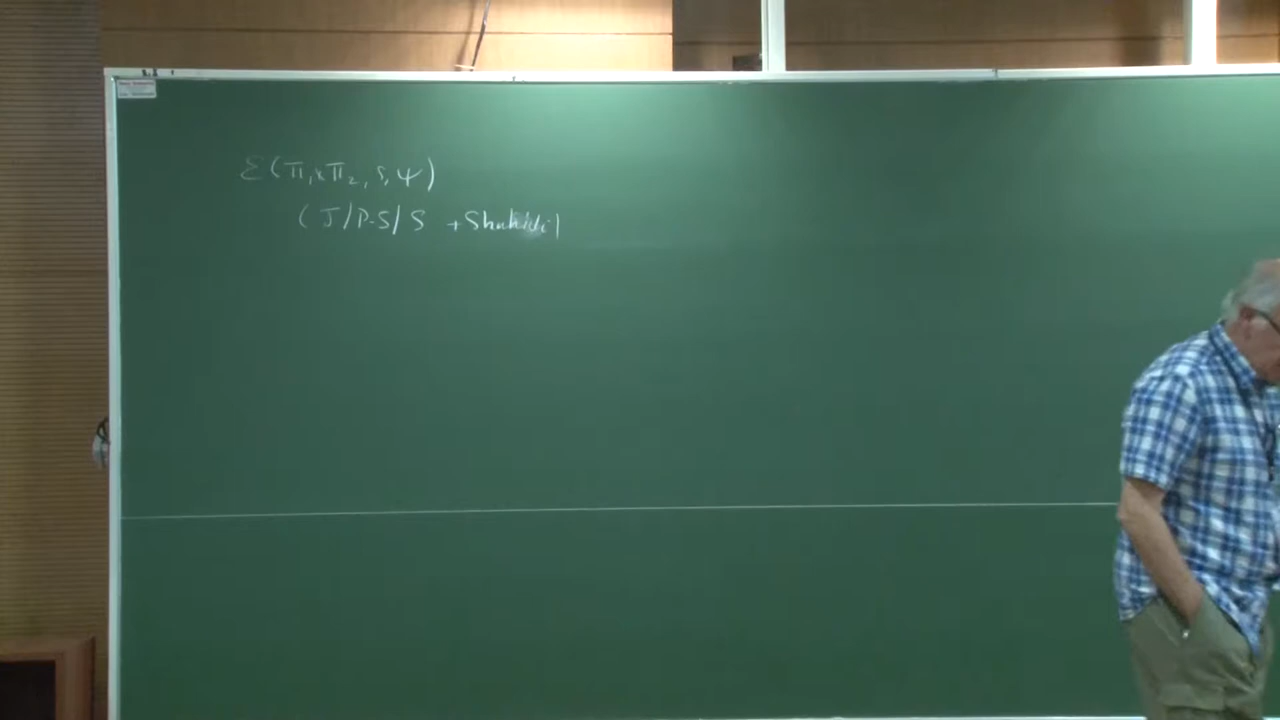 ε(π₁×π₂, s, ψ)
(J/P-S/S + Shahidi)